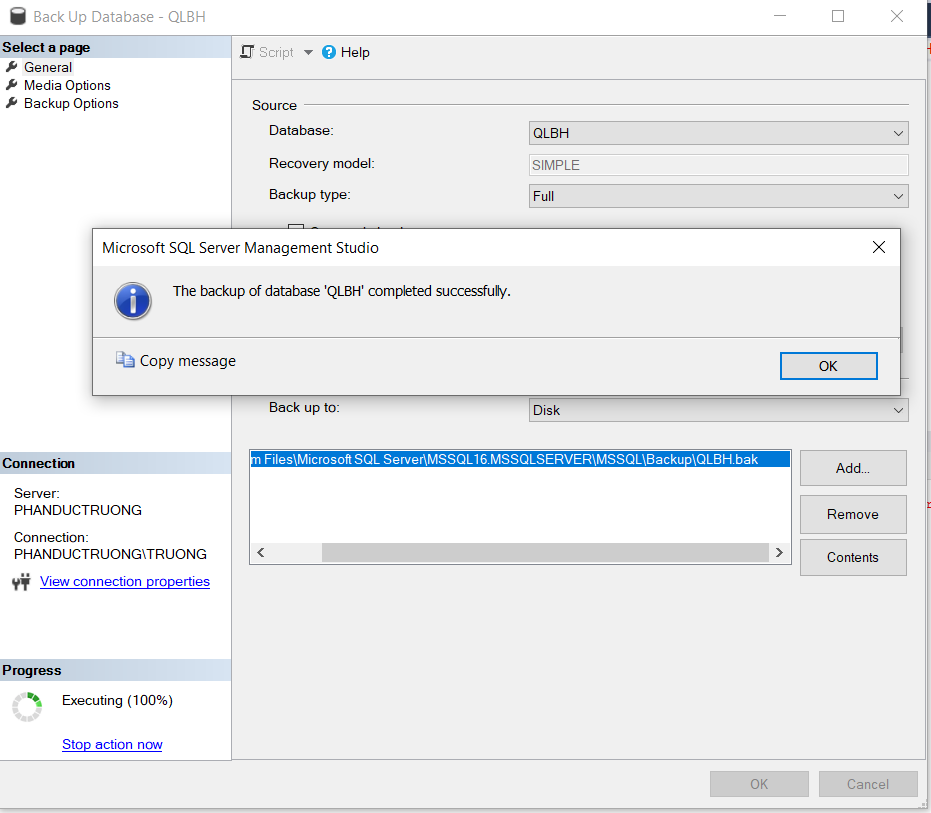 Back Up Database - QLBH
Select a page
General
Media Options
Backup Options
Script
Help
Source
Database:
QLBH
Recovery model:
SIMPLE
Backup type:
Full
Microsoft SQL Server Management Studio
The backup of database 'QLBH' completed successfully.
Copy message
OK
Back up to:
Disk
m Files\Microsoft SQL Server\MSSQL16.MSSQLSERVER\MSSQL\Backup\QLBH.bak
Add...
Remove
Contents
Connection
Server:
PHANDUCTRUONG
Connection:
PHANDUCTRUONG\TRUONG
View connection properties
Progress
Executing (100%)
Stop action now
OK
Cancel